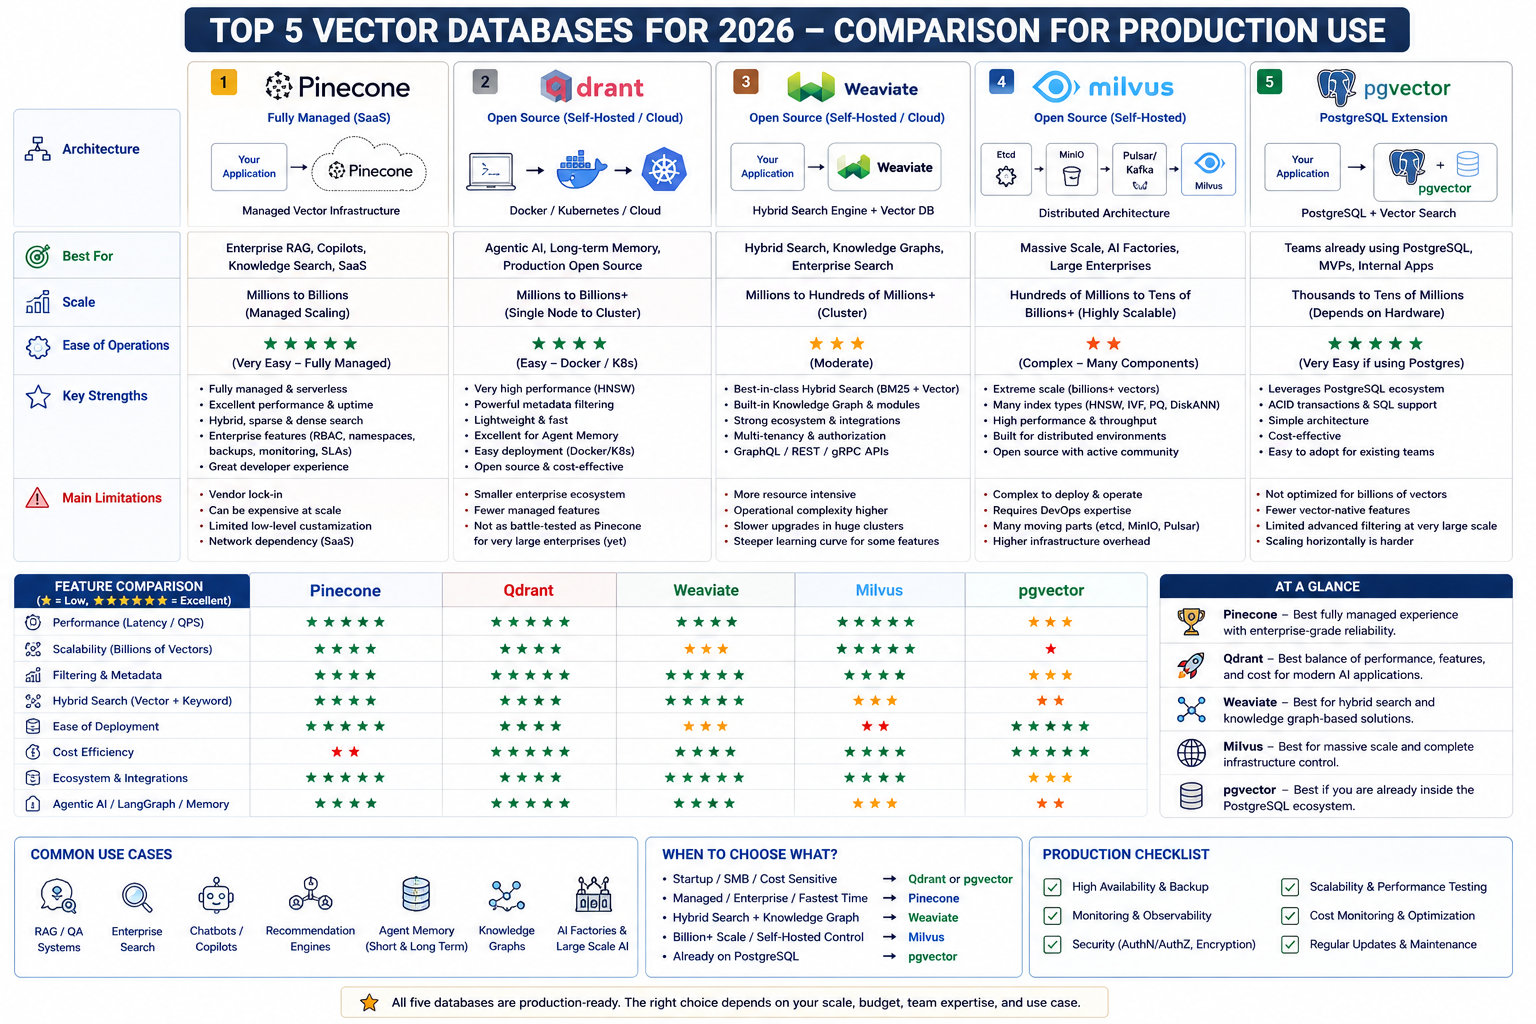 TOP 5 VECTOR DATABASES FOR 2026 – COMPARISON FOR PRODUCTION USE
1
Pinecone
Fully Managed (SaaS)
2
qdrant
Open Source (Self-Hosted / Cloud)
3
Weaviate
Open Source (Self-Hosted / Cloud)
4
milvus
Open Source (Self-Hosted)
5
pgvector
PostgreSQL Extension
Architecture
Your
Application
Pinecone
Managed Vector Infrastructure
Docker / Kubernetes / Cloud
Your
Application
Weaviate
Hybrid Search Engine + Vector DB
Etcd
MinIO
Pulsar/
Kafka
Milvus
Distributed Architecture
Your
Application
+
pgvector
PostgreSQL + Vector Search
Best For
Enterprise RAG, Copilots,
Knowledge Search, SaaS
Agentic AI, Long-term Memory,
Production Open Source
Hybrid Search, Knowledge Graphs,
Enterprise Search
Massive Scale, AI Factories,
Large Enterprises
Teams already using PostgreSQL,
MVPs, Internal Apps
Scale
Millions to Billions
(Managed Scaling)
Millions to Billions+
(Single Node to Cluster)
Millions to Hundreds of Millions+
(Cluster)
Hundreds of Millions to Tens of
Billions+ (Highly Scalable)
Thousands to Tens of Millions
(Depends on Hardware)
Ease of Operations
★★★★★
(Very Easy – Fully Managed)
★★★★
(Easy – Docker / K8s)
★★★
(Moderate)
★★
(Complex – Many Components)
★★★★★
(Very Easy if using Postgres)
Key Strengths
• Fully managed & serverless
• Excellent performance & uptime
• Hybrid, sparse & dense search
• Enterprise features (RBAC, namespaces,
backups, monitoring, SLAs)
• Great developer experience
• Very high performance (HNSW)
• Powerful metadata filtering
• Lightweight & fast
• Excellent for Agent Memory
• Easy deployment (Docker/K8s)
• Open source & cost-effective
• Best-in-class Hybrid Search (BM25 + Vector)
• Built-in Knowledge Graph & modules
• Strong ecosystem & integrations
• Multi-tenancy & authorization
• GraphQL / REST / gRPC APIs
• Extreme scale (billions+ vectors)
• Many index types (HNSW, IVF, PQ, DiskANN)
• High performance & throughput
• Built for distributed environments
• Open source with active community
• Leverages PostgreSQL ecosystem
• ACID transactions & SQL support
• Simple architecture
• Cost-effective
• Easy to adopt for existing teams
Main Limitations
• Vendor lock-in
• Can be expensive at scale
• Limited low-level custamization
• Network dependency (SaaS)
• Smaller enterprise ecosystem
• Fewer managed features
• Not as battle-tested as Pinecone
for very large enterprises (yet)
• More resource intensive
• Operational complexity higher
• Slower upgrades in huge clusters
• Steeper learning curve for some features
• Complex to deploy & operate
• Requires DevOps expertise
• Many moving parts (etcd, MinIO, Pulsar)
• Higher infrastructure overhead
• Not optimized for billions of vectors
• Fewer vector-native features
• Limited advanced filtering at very large scale
• Scaling horizontally is harder
FEATURE COMPARISON
(★ = Low, ★★★★★★ = Excellent)
Pinecone
Qdrant
Weaviate
Milvus
pgvector
Performance (Latency / QPS) ★★★★★ ★★★★★ ★★★★ ★★★★★ ★★★
Scalability (Billions of Vectors) ★★★★ ★★★★ ★★★ ★★★★★ ★
Filtering & Metadata ★★★★ ★★★★★ ★★★★★ ★★★★ ★★★
Hybrid Search (Vector + Keyword) ★★★★ ★★★★ ★★★★★ ★★★ ★★
Ease of Deployment ★★★★★ ★★★★ ★★★ ★★ ★★★★★
Cost Efficiency ★★ ★★★★★ ★★★★ ★★★★ ★★★★★
Ecosystem & Integrations ★★★★★ ★★★★ ★★★★★ ★★★★ ★★★
Agentic AI / LangGraph / Memory ★★★★ ★★★★★ ★★★★ ★★★ ★★
AT A GLANCE
Pinecone – Best fully managed experience
with enterprise-grade reliability.
Qdrant – Best balance of performance, features,
and cost for modern AI applications.
Weaviate – Best for hybrid search and
knowledge graph-based solutions.
Milvus – Best for massive scale and complete
infrastructure control.
pgvector – Best if you are already inside the
PostgreSQL ecosystem.
COMMON USE CASES
RAG / QA
Systems
Enterprise
Search
Chatbots /
Copilots
Recommendation
Engines
Agent Memory
(Short & Long Term)
Knowledge
Graphs
AI Factories &
Large Scale AI
WHEN TO CHOOSE WHAT?
• Startup / SMB / Cost Sensitive → Qdrant or pgvector
• Managed / Enterprise / Fastest Time → Pinecone
• Hybrid Search + Knowledge Graph → Weaviate
• Billion+ Scale / Self-Hosted Control → Milvus
• Already on PostgreSQL → pgvector
PRODUCTION CHECKLIST
High Availability & Backup
Monitoring & Observability
Security (AuthN/AuthZ, Encryption)
Scalability & Performance Testing
Cost Monitoring & Optimization
Regular Updates & Maintenance
All five databases are production-ready. The right choice depends on your scale, budget, team expertise, and use case.